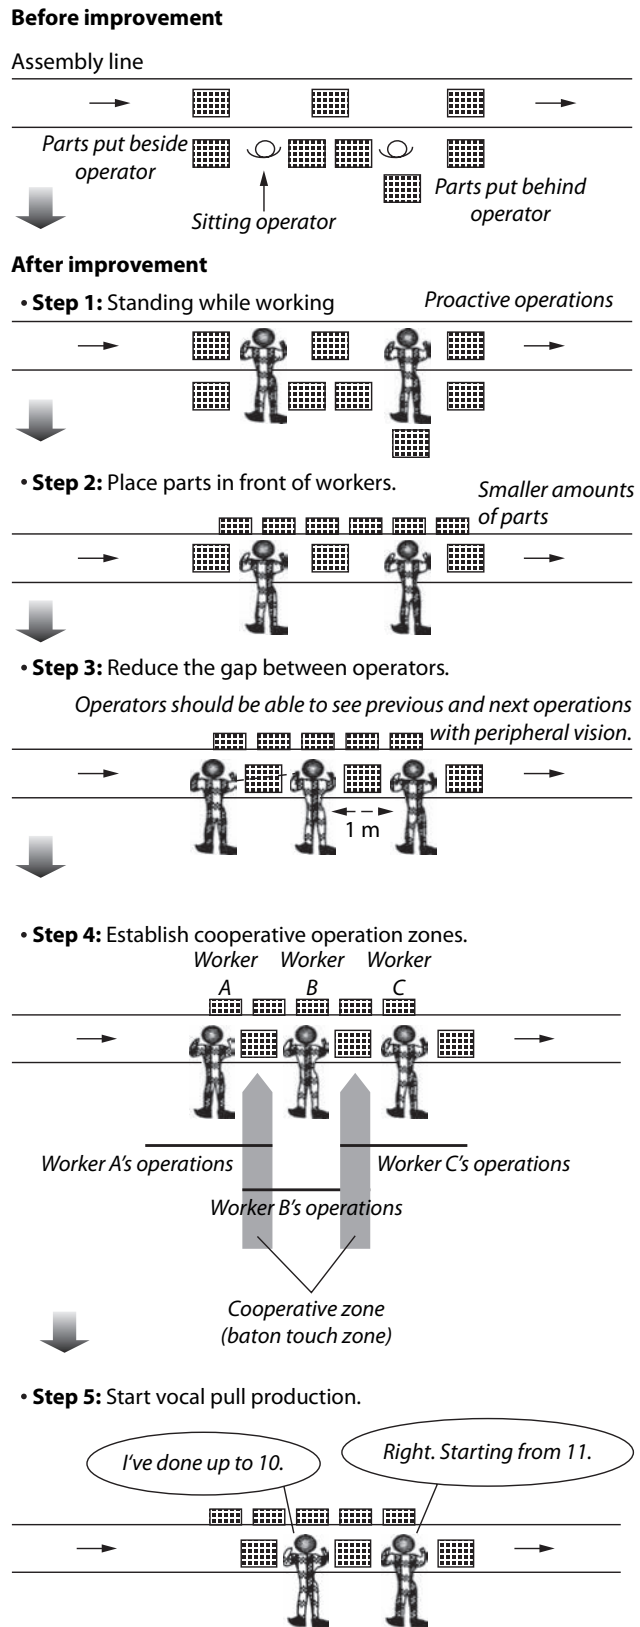 Before improvement
Assembly line
Parts put beside
operator
Sitting operator
Parts put behind
operator
After improvement
• Step 1: Standing while working
Proactive operations
• Step 2: Place parts in front of workers.
Smaller amounts
of parts
• Step 3: Reduce the gap between operators.
Operators should be able to see previous and next operations
with peripheral vision.
1 m
• Step 4: Establish cooperative operation zones.
Worker Worker Worker
A B C
Worker A's operations
Worker C's operations
Worker B's operations
Cooperative zone
(baton touch zone)
• Step 5: Start vocal pull production.
I've done up to 10.
Right. Starting from 11.